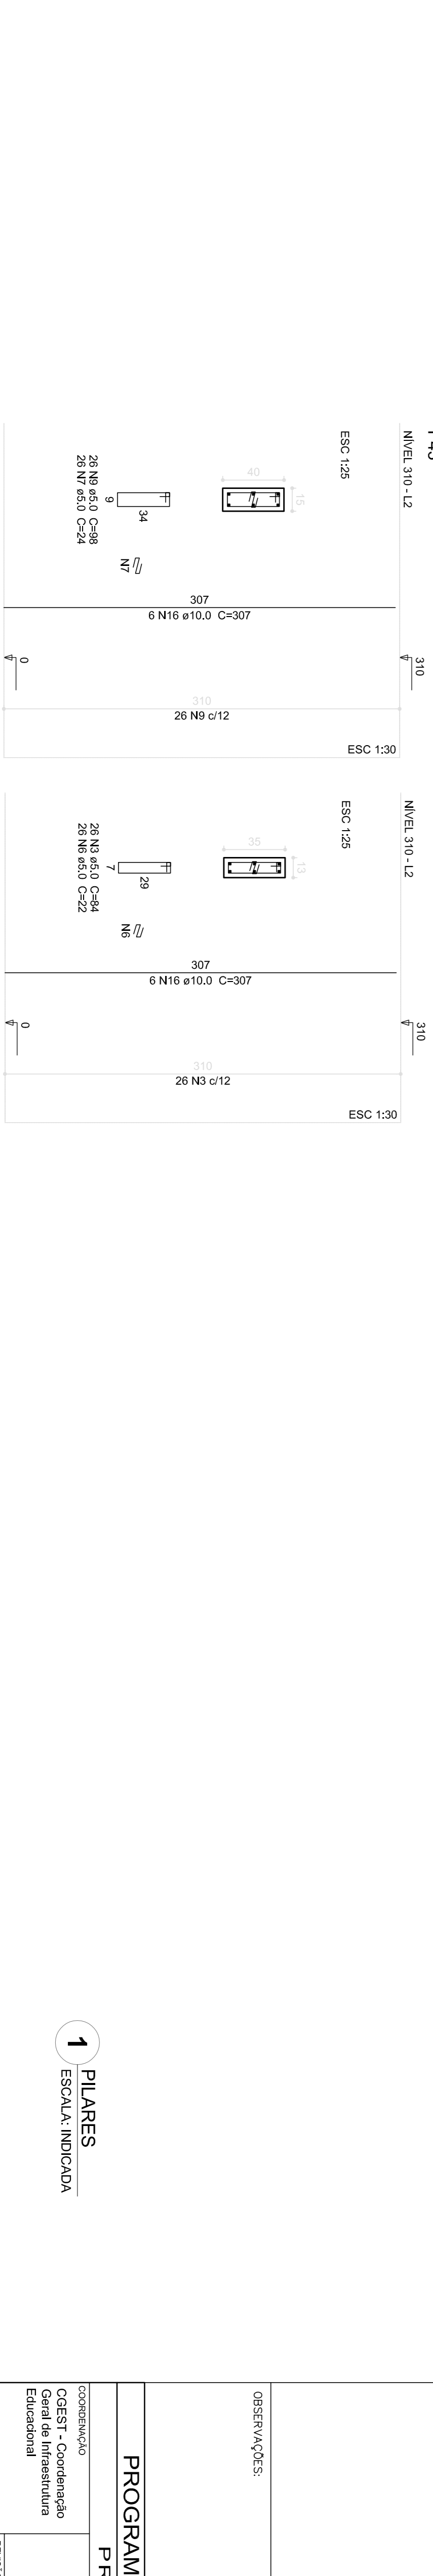 NÍVEL 310 - L2
ESC 1:25
40
15
34
9
26 N9 ø5.0 C=98
26 N7 ø5.0 C=24
N7
307
6 N16 ø10.0 C=307
310
0
310
26 N9 c/12
ESC 1:30
NÍVEL 310 - L2
ESC 1:25
35
13
29
7
26 N3 ø5.0 C=84
26 N6 ø5.0 C=22
N6
307
6 N16 ø10.0 C=307
310
0
310
26 N3 c/12
ESC 1:30
1
PILARES
ESCALA: INDICADA
OBSERVAÇÕES:
PROGRAM
PR
COORDENAÇÃO
CGEST - Coordenação
Geral de Infraestrutura
Educacional